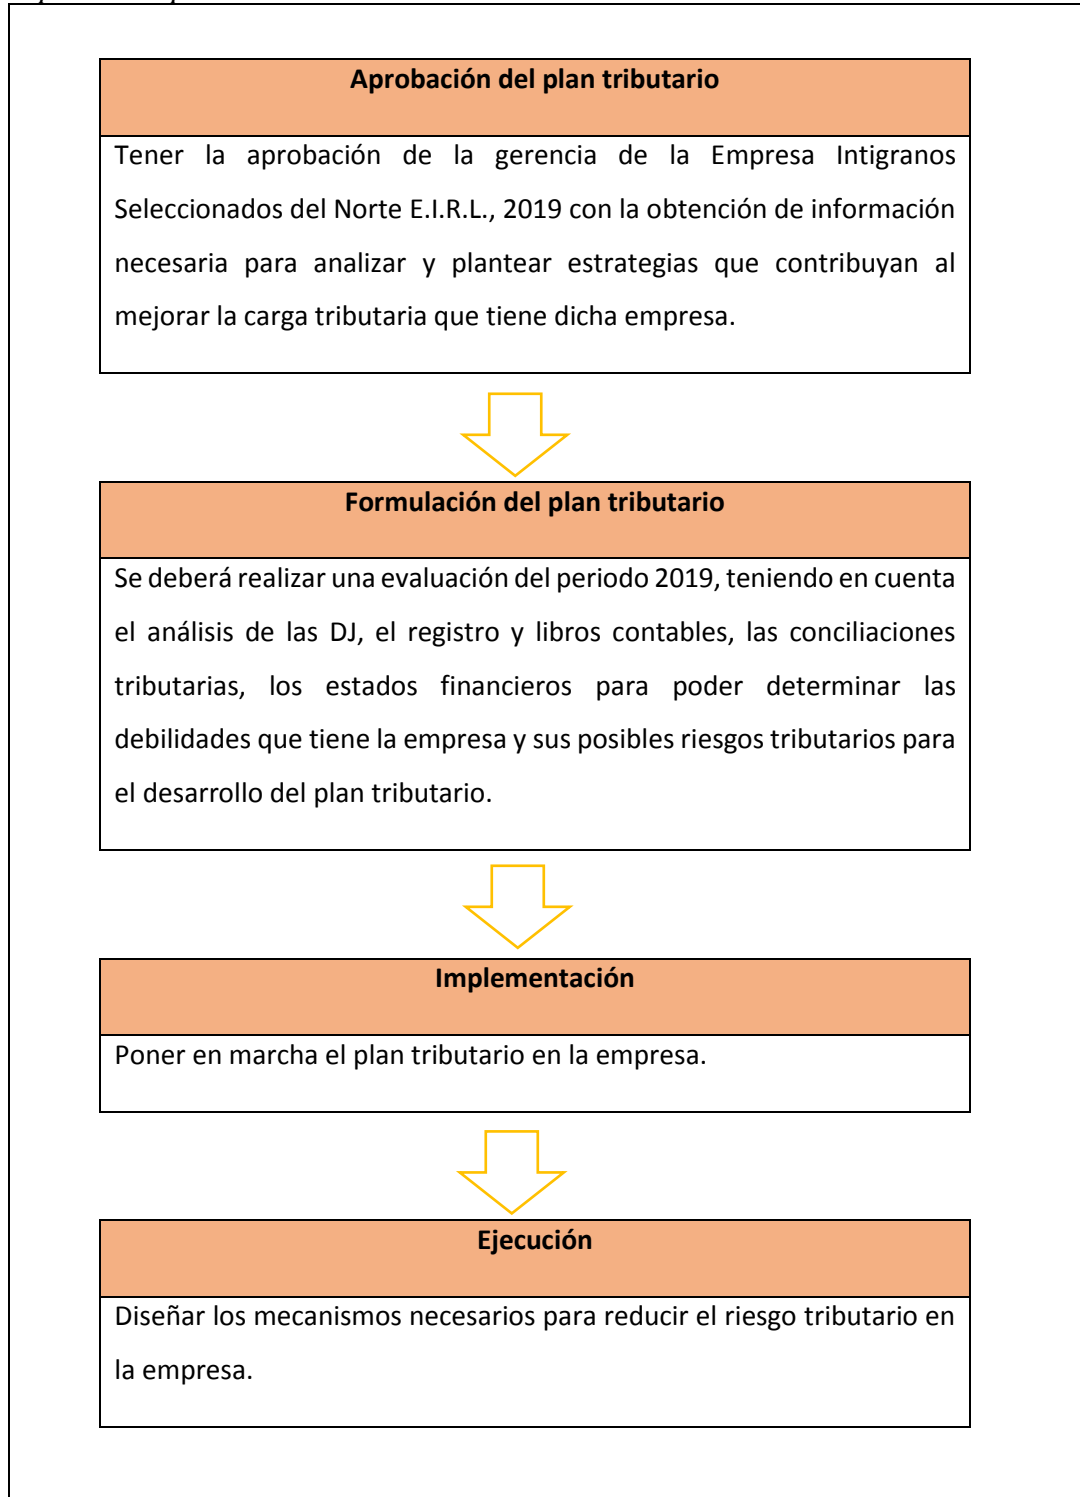 Aprobación del plan tributario
Tener la aprobación de la gerencia de la Empresa Intigranos
Seleccionados del Norte E.I.R.L., 2019 con la obtención de información
necesaria para analizar y plantear estrategias que contribuyan al
mejorar la carga tributaria que tiene dicha empresa.
Formulación del plan tributario
Se deberá realizar una evaluación del periodo 2019, teniendo en cuenta
el análisis de las DJ, el registro y libros contables, las conciliaciones
tributarias, los estados financieros para poder determinar las
debilidades que tiene la empresa y sus posibles riesgos tributarios para
el desarrollo del plan tributario.
Implementación
Poner en marcha el plan tributario en la empresa.
Ejecución
Diseñar los mecanismos necesarios para reducir el riesgo tributario en
la empresa.